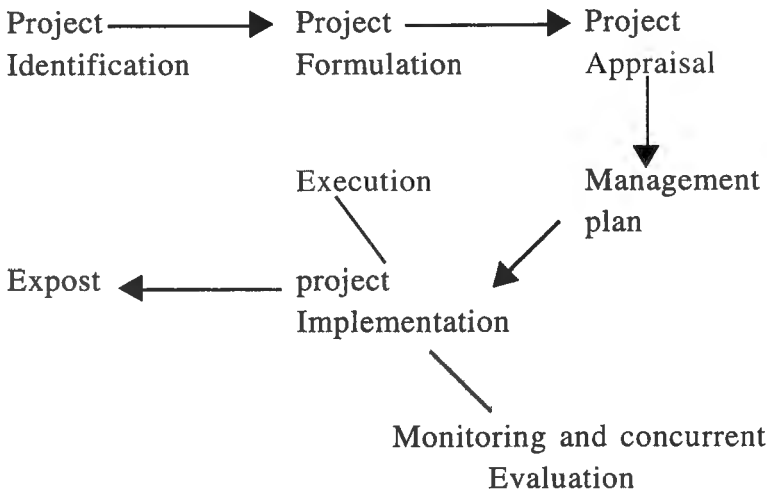 Project
Identification
Project
Formulation
Project
Appraisal
Execution
Management
plan
Expost
project
Implementation
Monitoring and concurrent
Evaluation